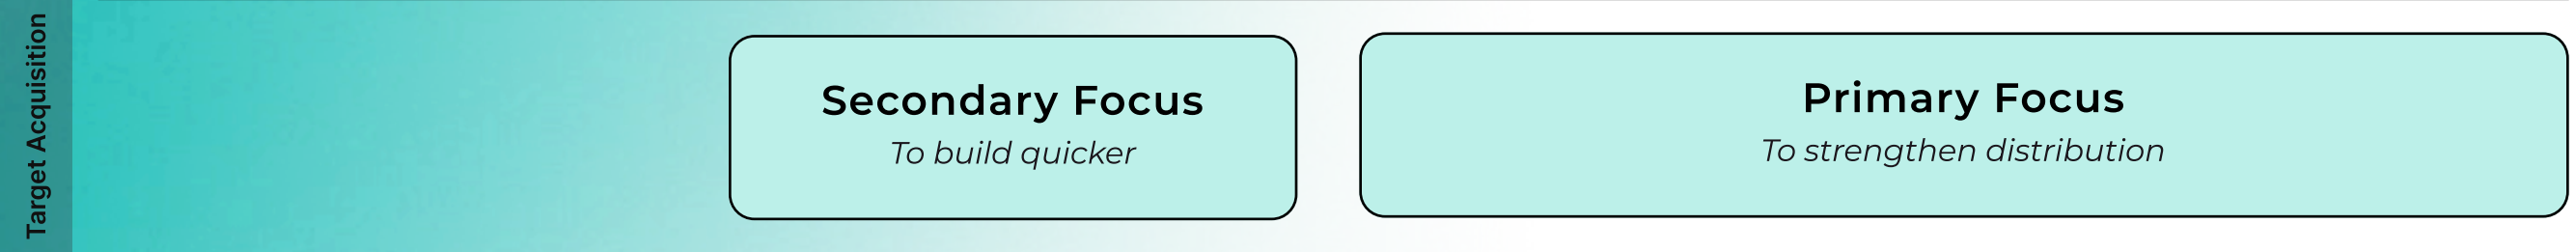 Target Acquisition
Secondary Focus
To build quicker
Primary Focus
To strengthen distribution